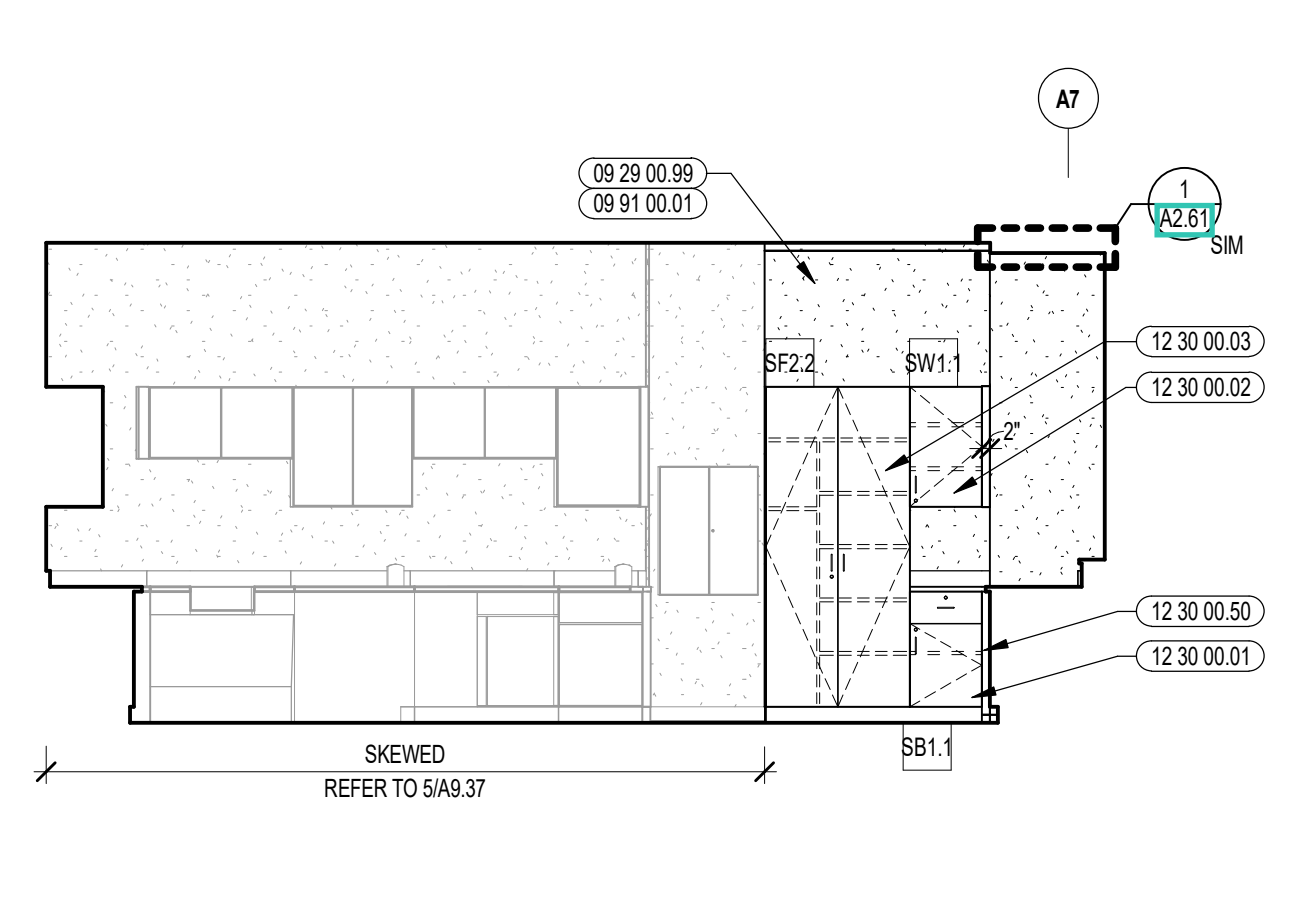 A7
09 29 00.99
09 91 00.01
1
A2.61
SIM
12 30 00.03
SF2.2
SW1.1
12 30 00.02
2"
12 30 00.50
12 30 00.01
SB1.1
SKEWED
REFER TO 5/A9.37